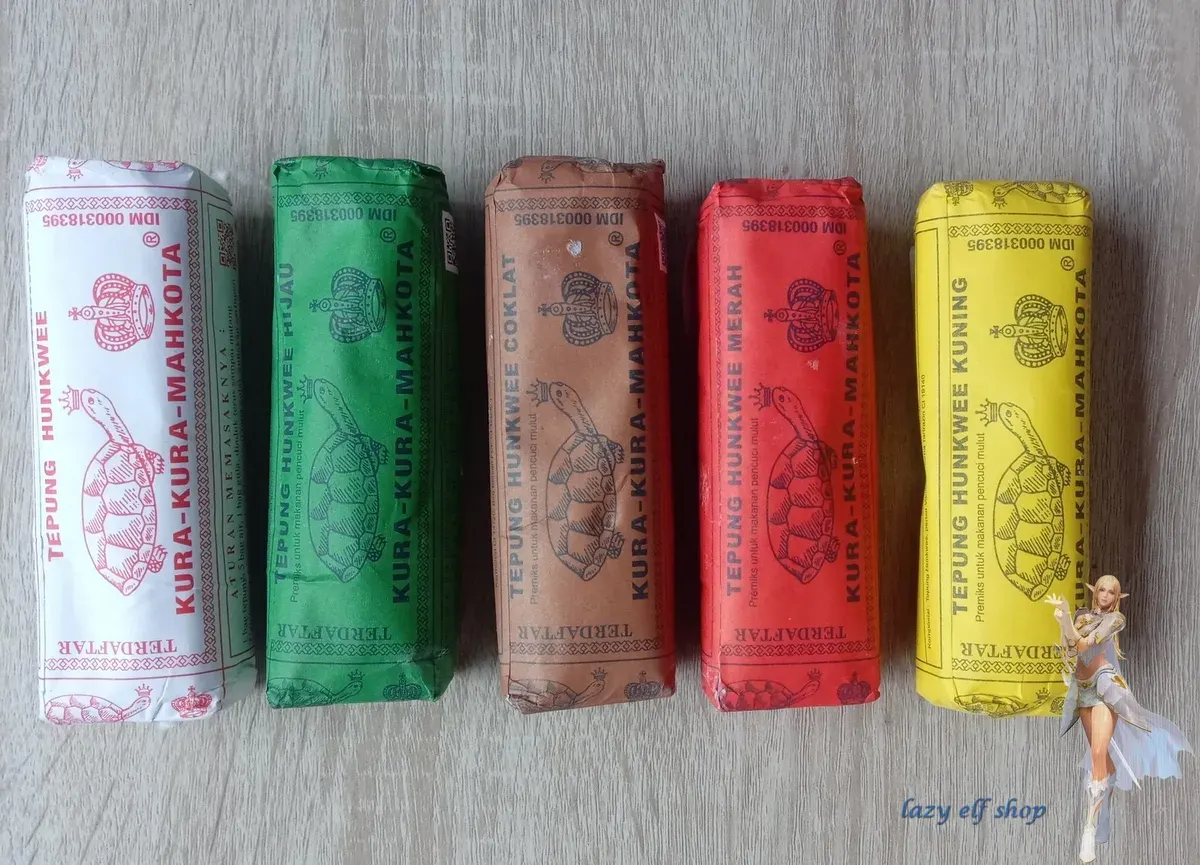 IDM 000318395
TEPUNG HUNKWEE
KURA-KURA-MAHKOTA®
TERDAFTAR
ATURAN MEMASAKNYA :
IDM 000318395
TEPUNG HUNKWEE HIJAU
Premiks untuk makanan pencuci mulut
KURA-KURA-MAHKOTA®
TERDAFTAR
IDM 000318395
TEPUNG HUNKWEE COKLAT
Premiks untuk makanan pencuci mulut
KURA-KURA-MAHKOTA®
TERDAFTAR
IDM 000318395
TEPUNG HUNKWEE MERAH
Premiks untuk makanan pencuci mulut
KURA-KURA-MAHKOTA®
TERDAFTAR
IDM 000318395
TEPUNG HUNKWEE KUNING
Premiks untuk makanan pencuci mulut
KURA-KURA-MAHKOTA®
TERDAFTAR
lazy elf shop